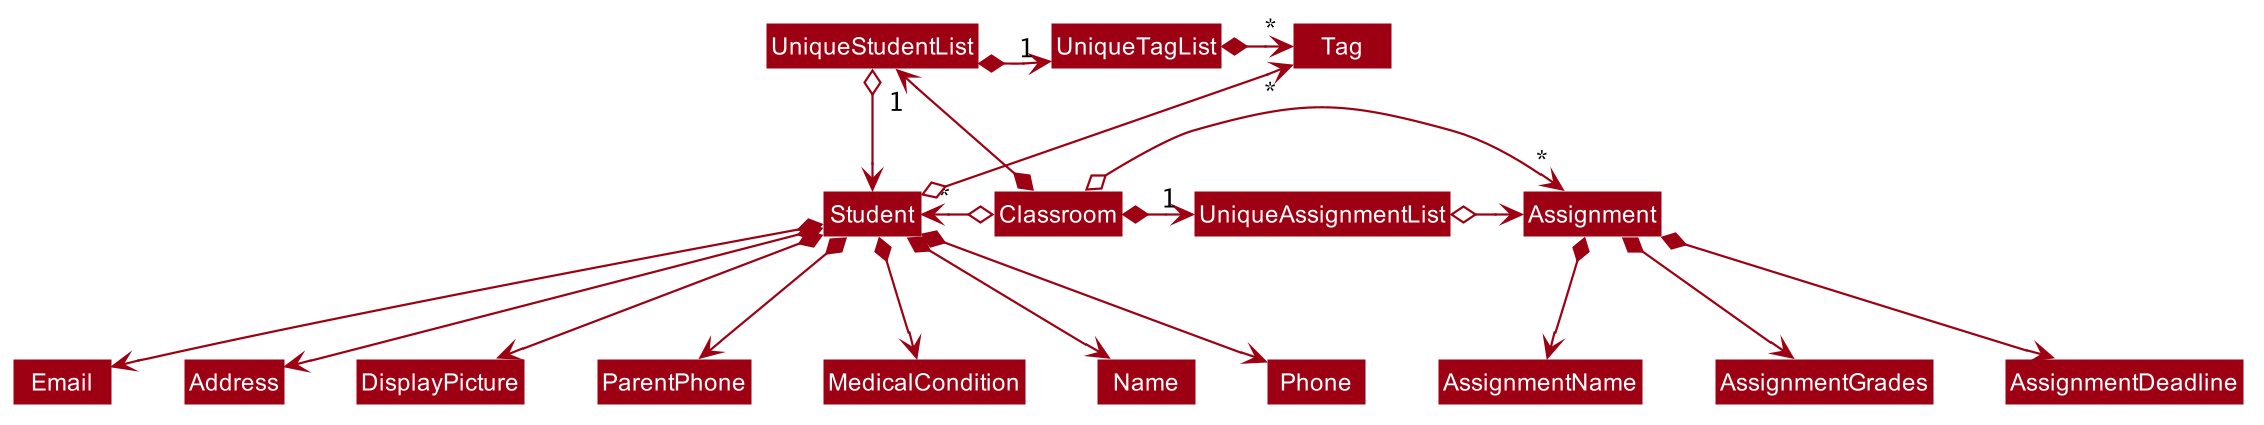 UniqueStudentList
1
UniqueTagList
*
Tag
1
*
*
Student
*
Classroom
1
UniqueAssignmentList
Assignment
Email
Address
DisplayPicture
ParentPhone
MedicalCondition
Name
Phone
AssignmentName
AssignmentGrades
AssignmentDeadline